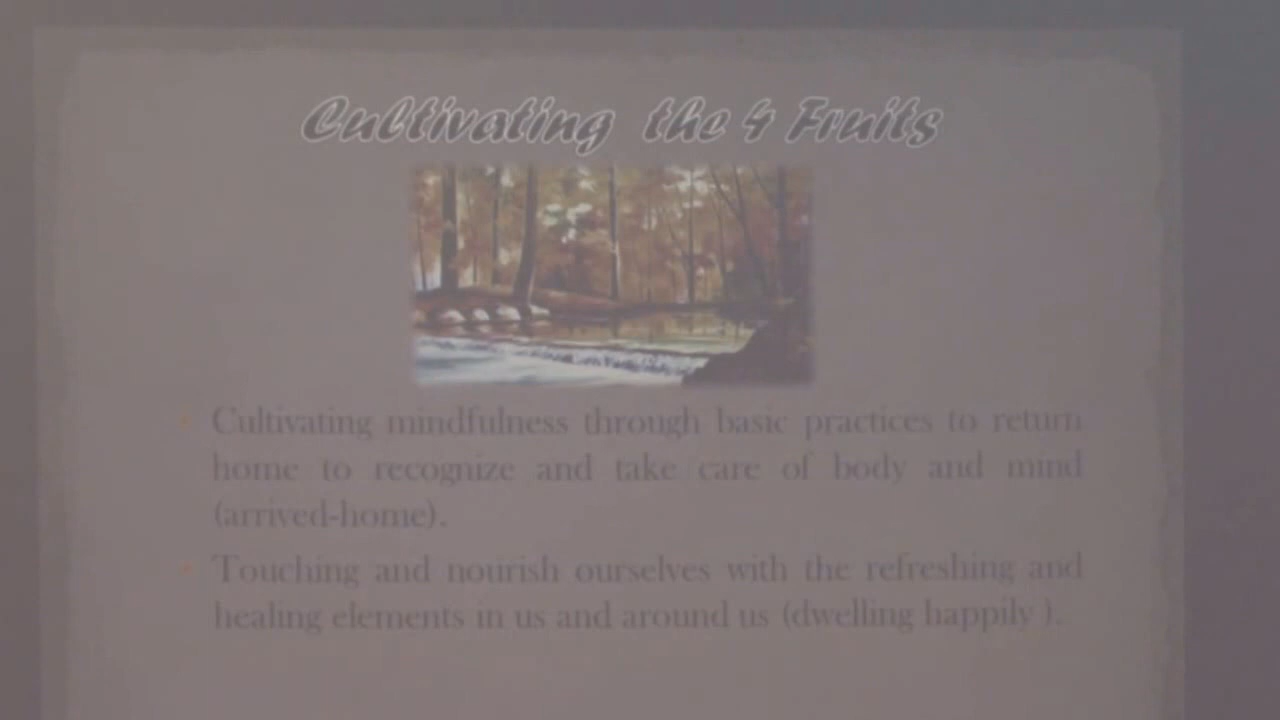 Cultivating the 4 Fruits
Cultivating mindfulness through basic practices to return
home to recognize and take care of body and mind
(arrived-home).
Touching and nourish ourselves with the refreshing and
healing elements in us and around us (dwelling happily ).